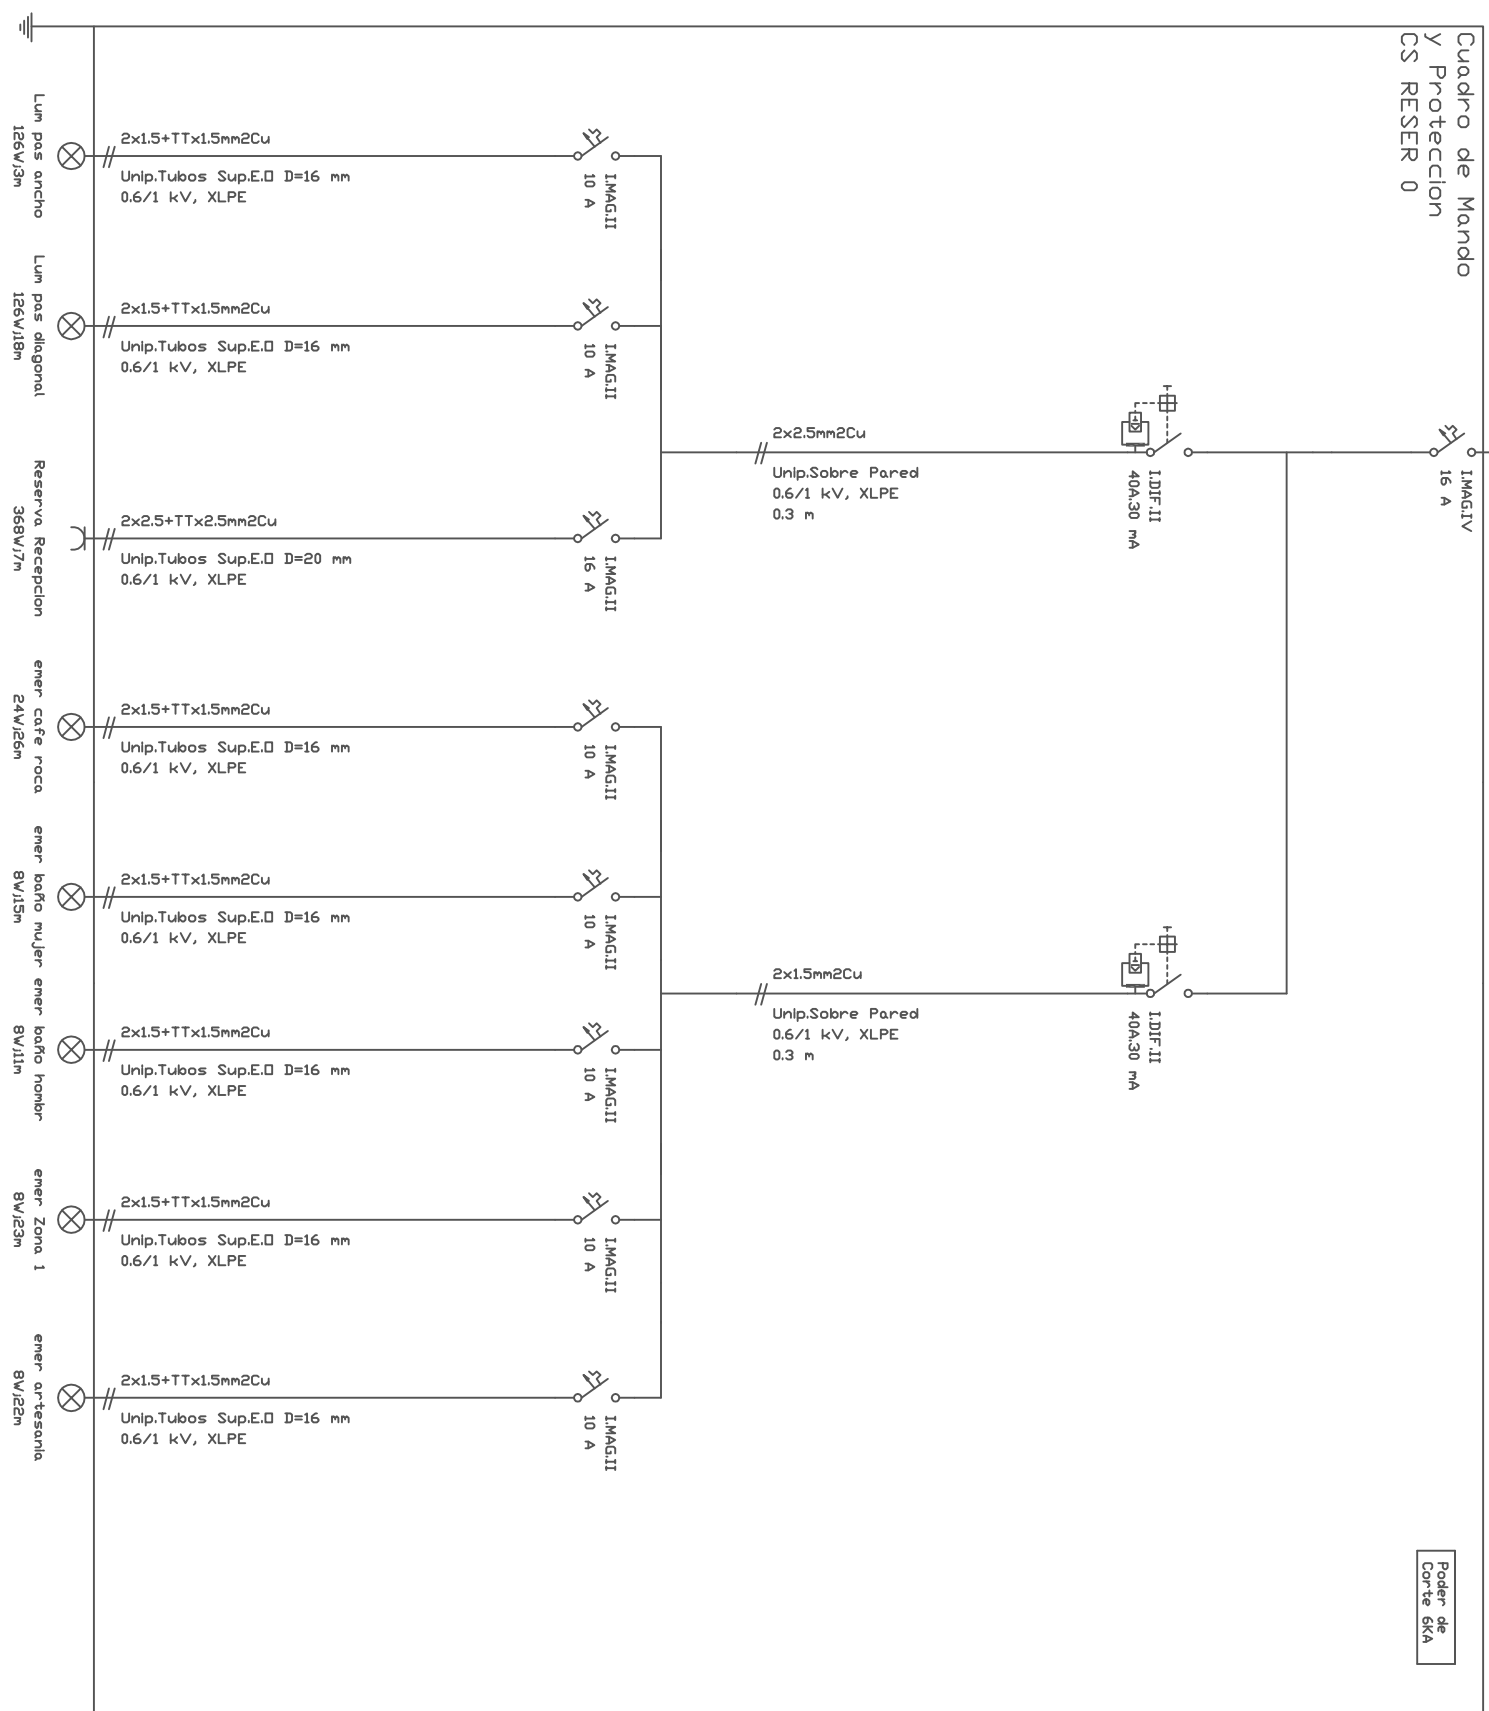 Cuadro de Mando
y Proteccion
CS RESER 0
I.MAG.IV
16 A
I.DIF.II
40A.30 mA
2x2.5mm2Cu
Unip.Sobre Pared
0.6/1 kV, XLPE
0.3 m
I.DIF.II
40A.30 mA
2x1.5mm2Cu
Unip.Sobre Pared
0.6/1 kV, XLPE
0.3 m
I.MAG.II
10 A
2x1.5+TTx1.5mm2Cu
Unip.Tubos Sup.E.O D=16 mm
0.6/1 kV, XLPE
Lum pas ancho
126W;3m
I.MAG.II
10 A
2x1.5+TTx1.5mm2Cu
Unip.Tubos Sup.E.O D=16 mm
0.6/1 kV, XLPE
Lum pas diagonal
126W;18m
I.MAG.II
16 A
2x2.5+TTx2.5mm2Cu
Unip.Tubos Sup.E.O D=20 mm
0.6/1 kV, XLPE
Reserva Recepcion
368W;7m
I.MAG.II
10 A
2x1.5+TTx1.5mm2Cu
Unip.Tubos Sup.E.O D=16 mm
0.6/1 kV, XLPE
emer cafe roca
24W;26m
I.MAG.II
10 A
2x1.5+TTx1.5mm2Cu
Unip.Tubos Sup.E.O D=16 mm
0.6/1 kV, XLPE
emer baño mujer
8W;15m
I.MAG.II
10 A
2x1.5+TTx1.5mm2Cu
Unip.Tubos Sup.E.O D=16 mm
0.6/1 kV, XLPE
emer baño hombr
8W;11m
I.MAG.II
10 A
2x1.5+TTx1.5mm2Cu
Unip.Tubos Sup.E.O D=16 mm
0.6/1 kV, XLPE
emer Zona 1
8W;23m
I.MAG.II
10 A
2x1.5+TTx1.5mm2Cu
Unip.Tubos Sup.E.O D=16 mm
0.6/1 kV, XLPE
emer artesania
8W;22m
Poder de
Corte 6KA